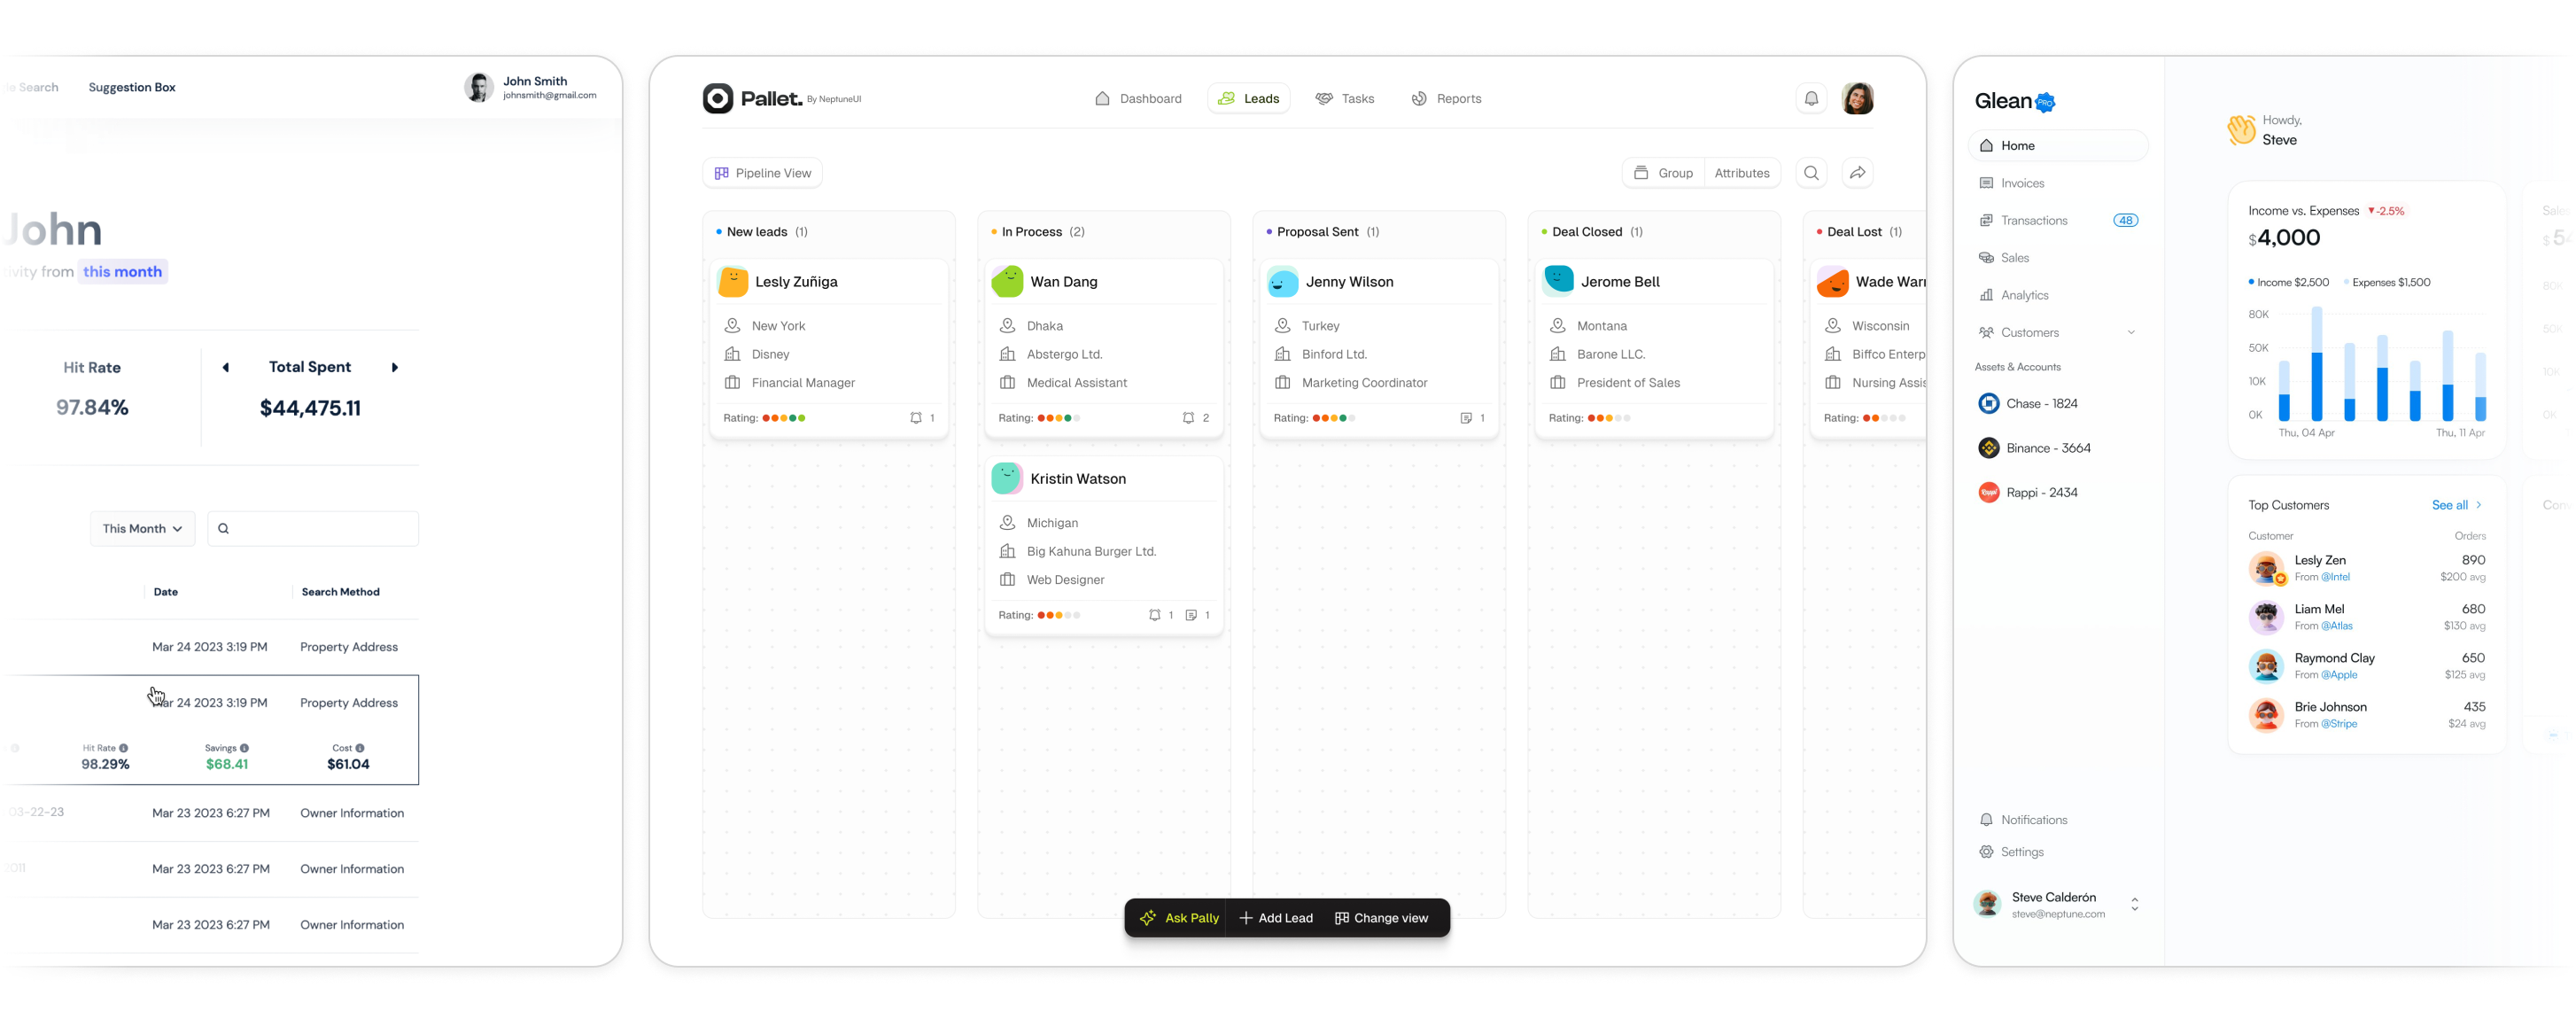 Search
Suggestion Box
John Smith
johnsmith@gmail.com
John
from this month
Hit Rate
97.84%
Total Spent
$44,475.11
This Month
Date
Search Method
Mar 24 2023 3:19 PM
Property Address
Mar 24 2023 3:19 PM
Property Address
Hit Rate
98.29%
Savings
$68.41
Cost
$61.04
03-22-23
Mar 23 2023 6:27 PM
Owner Information
2011
Mar 23 2023 6:27 PM
Owner Information
Mar 23 2023 6:27 PM
Owner Information
Pallet. By NeptuneUI
Dashboard
Leads
Tasks
Reports
Pipeline View
Group
Attributes
New leads (1)
Lesly Zuñiga
New York
Disney
Financial Manager
Rating: 1
In Process (2)
Wan Dang
Dhaka
Abstergo Ltd.
Medical Assistant
Rating: 2
Kristin Watson
Michigan
Big Kahuna Burger Ltd.
Web Designer
Rating: 1 1
Proposal Sent (1)
Jenny Wilson
Turkey
Binford Ltd.
Marketing Coordinator
Rating: 1
Deal Closed (1)
Jerome Bell
Montana
Barone LLC.
President of Sales
Rating:
Deal Lost (1)
Wade
Wisconsin
Biffco
Nursing
Rating:
Ask Pally
Add Lead
Change view
Glean PRO
Home
Invoices
Transactions 48
Sales
Analytics
Customers
Assets & Accounts
Chase - 1824
Binance - 3664
Rappi - 2434
Notifications
Settings
Steve Calderón
steve@neptune.com
Howdy,
Steve
Income vs. Expenses -2.5%
$4,000
Income $2,500 Expenses $1,500
80K
50K
10K
0K
Thu, 04 Apr
Thu, 11 Apr
Top Customers
See all
Customer
Orders
Lesly Zen
890
From @Intel
$200 avg
Liam Mel
680
From @Atlas
$130 avg
Raymond Clay
650
From @Apple
$125 avg
Brie Johnson
435
From @Stripe
$24 avg
80K
50K
10K
0K